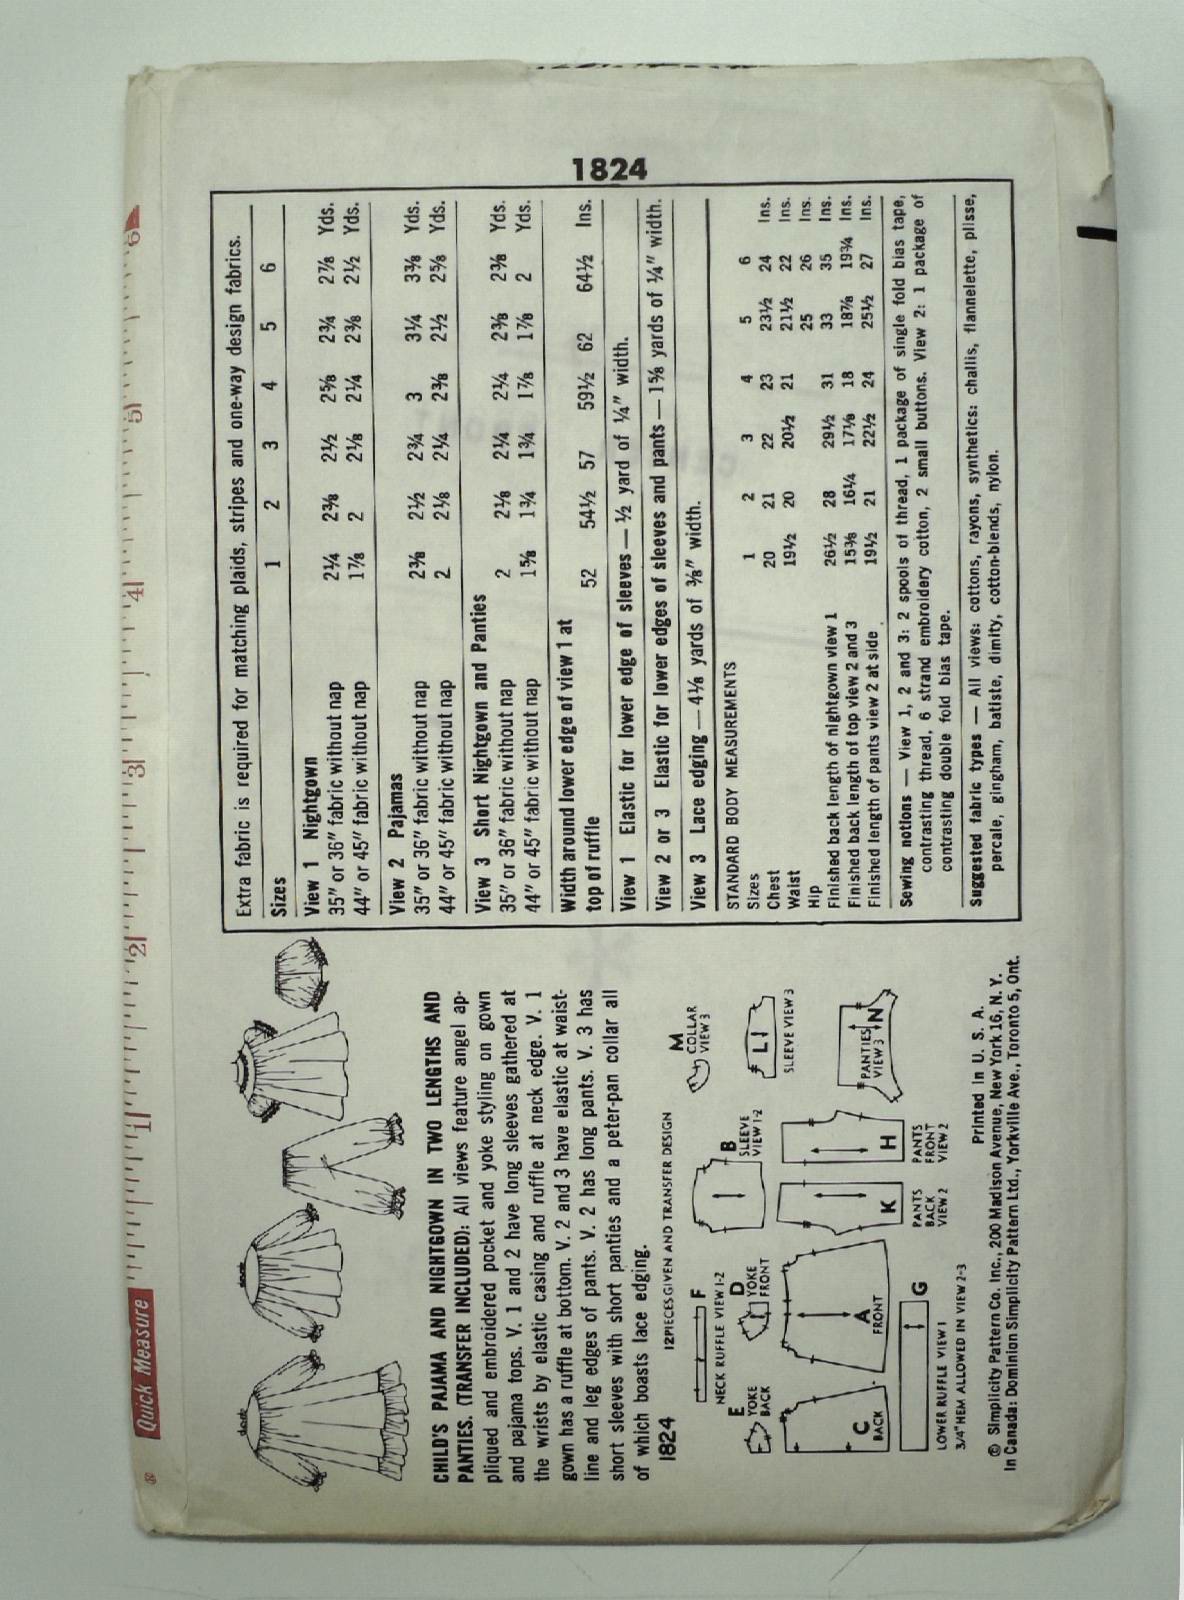 1824
Quick Measure
1 2 3 4 5 6
CHILD'S PAJAMA AND NIGHTGOWN IN TWO LENGTHS AND
PANTIES. (TRANSFER INCLUDED): All views feature angel ap-
pliqued and embroidered pocket and yoke styling on gown
and pajama tops. V. 1 and 2 have long sleeves gathered at
the wrists by elastic casing and ruffle at neck edge. V. 1
gown has a ruffle at bottom. V. 2 and 3 have elastic at waist-
line and leg edges of pants. V. 2 has long pants. V. 3 has
short sleeves with short panties and a peter-pan collar all
of which boasts lace edging.
1824 12 PIECES GIVEN AND TRANSFER DESIGN
F
NECK RUFFLE VIEW 1-2
E
YOKE
BACK
D
YOKE
FRONT
B
SLEEVE
VIEW 1-2
M
COLLAR
VIEW 3
L
SLEEVE VIEW 3
C
BACK
A
FRONT
K
PANTS
BACK
VIEW 2
H
PANTS
FRONT
VIEW 2
PANTIES
VIEW 3
N
G
LOWER RUFFLE VIEW 1
3/4" HEM ALLOWED IN VIEW 2-3
Printed in U. S. A.
© Simplicity Pattern Co. Inc., 200 Madison Avenue, New York 16, N. Y.
In Canada: Dominion Simplicity Pattern Ltd., Yorkville Ave., Toronto 5, Ont.
Extra fabric is required for matching plaids, stripes and one-way design fabrics.
Sizes 1 2 3 4 5 6
View 1 Nightgown
35" or 36" fabric without nap 2¼ 2⅜ 2½ 2⅝ 2¾ 2⅞ Yds.
44" or 45" fabric without nap 1⅞ 2 2⅛ 2¼ 2⅜ 2½ Yds.
View 2 Pajamas
35" or 36" fabric without nap 2⅜ 2½ 2¾ 3 3¼ 3⅜ Yds.
44" or 45" fabric without nap 2 2⅛ 2¼ 2⅜ 2½ 2⅝ Yds.
View 3 Short Nightgown and Panties
35" or 36" fabric without nap 2 2⅛ 2¼ 2¼ 2⅜ 2⅜ Yds.
44" or 45" fabric without nap 1⅝ 1¾ 1¾ 1⅞ 1⅞ 2 Yds.
Width around lower edge of view 1 at
top of ruffle 52 54½ 57 59½ 62 64½ Ins.
View 1 Elastic for lower edge of sleeves — ½ yard of ¼" width.
View 2 or 3 Elastic for lower edges of sleeves and pants — 1⅝ yards of ¼" width.
View 3 Lace edging — 4⅛ yards of ⅜" width.
STANDARD BODY MEASUREMENTS
Sizes 1 2 3 4 5 6
Chest 20 21 22 23 23½ 24 Ins.
Waist 19½ 20 20½ 21 21½ 22 Ins.
Hip 25 26 Ins.
Finished back length of nightgown view 1 26½ 28 29½ 31 33 35 Ins.
Finished back length of top view 2 and 3 15⅜ 16¼ 17⅛ 18 18⅞ 19¾ Ins.
Finished length of pants view 2 at side 19½ 21 22½ 24 25½ 27 Ins.
Sewing notions — View 1, 2 and 3: 2 spools of thread, 1 package of single fold bias tape,
contrasting thread, 6 strand embroidery cotton, 2 small buttons. View 2: 1 package of
contrasting double fold bias tape.
Suggested fabric types — All views: cottons, rayons, synthetics: challis, flannelette, plisse,
percale, gingham, batiste, dimity, cotton-blends, nylon.